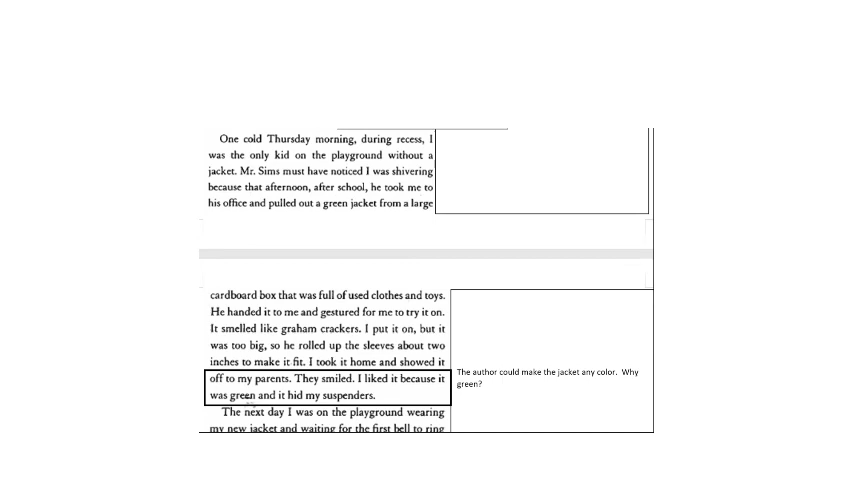 One cold Thursday morning, during recess, I
was the only kid on the playground without a
jacket. Mr. Sims must have noticed I was shivering
because that afternoon, after school, he took me to
his office and pulled out a green jacket from a large
cardboard box that was full of used clothes and toys.
He handed it to me and gestured for me to try it on.
It smelled like graham crackers. I put it on, but it
was too big, so he rolled up the sleeves about two
inches to make it fit. I took it home and showed it
off to my parents. They smiled. I liked it because it
was green and it hid my suspenders.
The author could make the jacket any color. Why
green?
The next day I was on the playground wearing
my new jacket and waiting for the first bell to ring